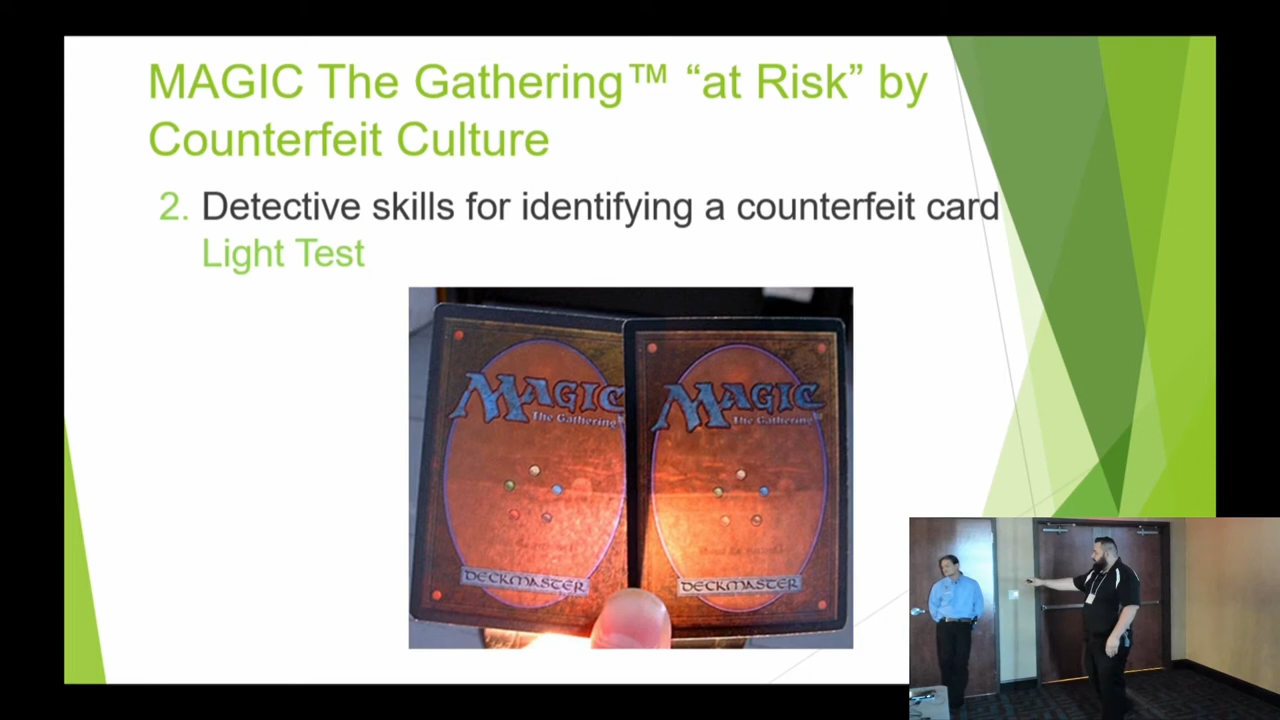 MAGIC The Gathering™ “at Risk” by
Counterfeit Culture
2. Detective skills for identifying a counterfeit card
Light Test
MAGIC
The Gathering
DECKMASTER
MAGIC
The Gathering
DECKMASTER